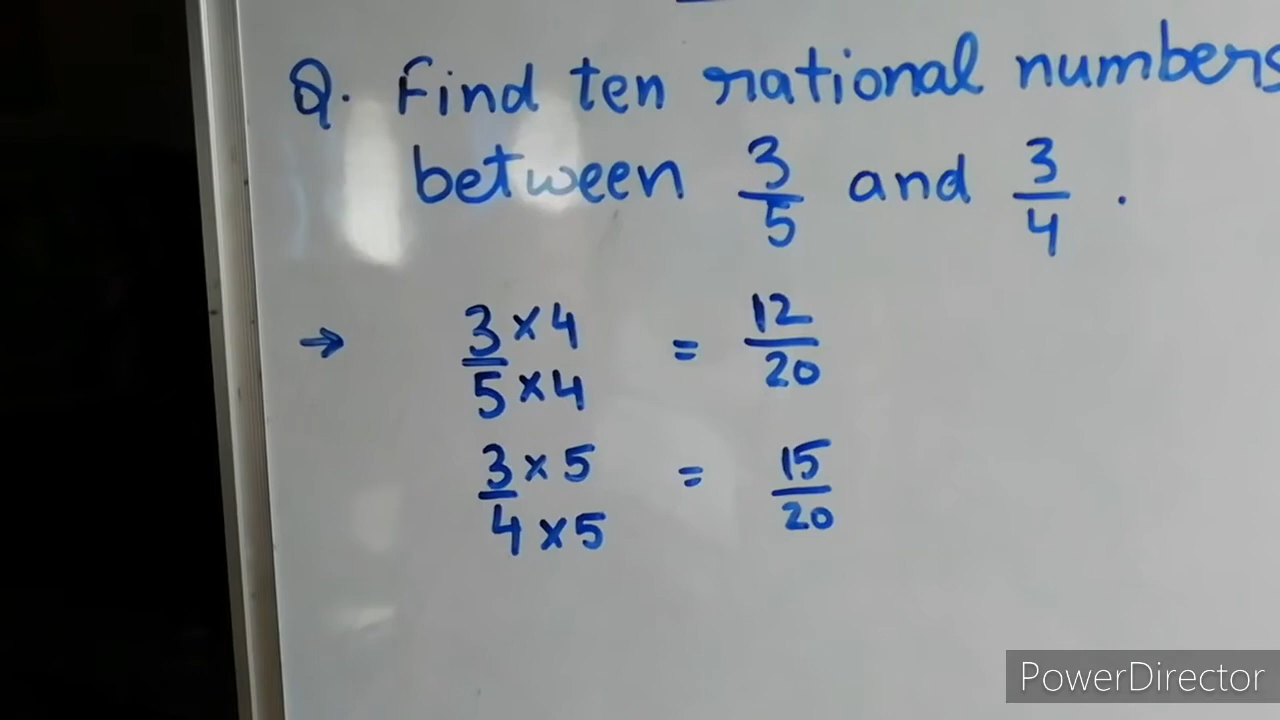 Q. Find ten rational numbers
between 3/5 and 3/4 .
→ 3×4/5×4 = 12/20
3×5/4×5 = 15/20
PowerDirector